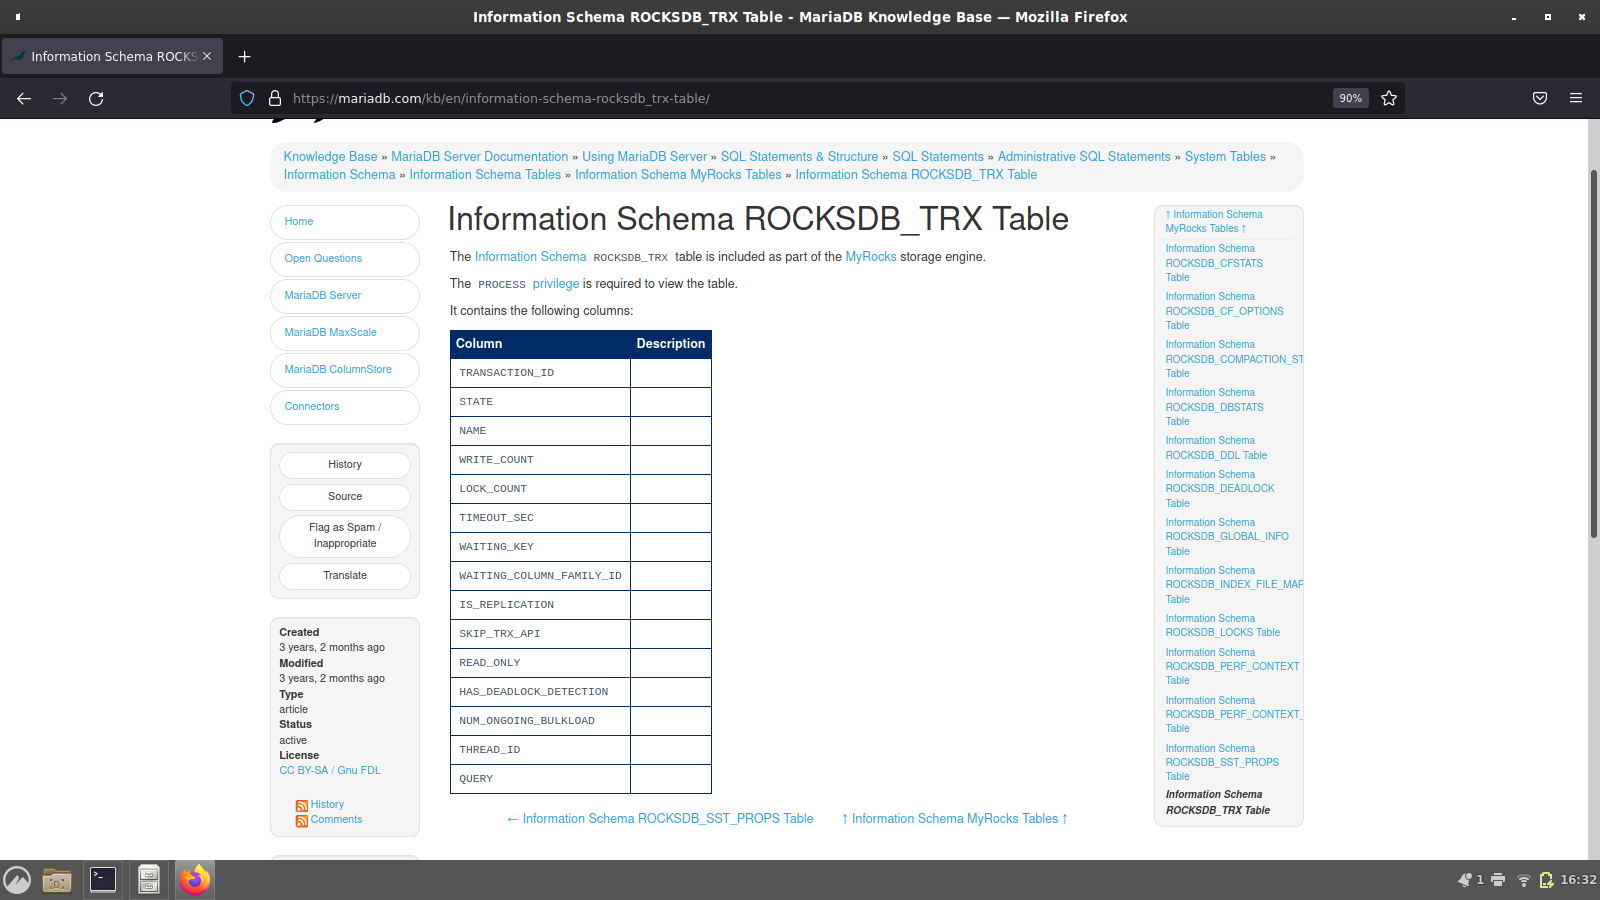 Information Schema ROCKSDB_TRX Table - MariaDB Knowledge Base — Mozilla Firefox
Information Schema ROCKS
https://mariadb.com/kb/en/information-schema-rocksdb_trx-table/
90%
Knowledge Base » MariaDB Server Documentation » Using MariaDB Server » SQL Statements & Structure » SQL Statements » Administrative SQL Statements » System Tables »
Information Schema » Information Schema Tables » Information Schema MyRocks Tables » Information Schema ROCKSDB_TRX Table
Home
Open Questions
MariaDB Server
MariaDB MaxScale
MariaDB ColumnStore
Connectors
History
Source
Flag as Spam /
Inappropriate
Translate
Created
3 years, 2 months ago
Modified
3 years, 2 months ago
Type
article
Status
active
License
CC BY-SA / Gnu FDL
History
Comments
Information Schema ROCKSDB_TRX Table
The Information Schema ROCKSDB_TRX table is included as part of the MyRocks storage engine.
The PROCESS privilege is required to view the table.
It contains the following columns:
Column Description
TRANSACTION_ID
STATE
NAME
WRITE_COUNT
LOCK_COUNT
TIMEOUT_SEC
WAITING_KEY
WAITING_COLUMN_FAMILY_ID
IS_REPLICATION
SKIP_TRX_API
READ_ONLY
HAS_DEADLOCK_DETECTION
NUM_ONGOING_BULKLOAD
THREAD_ID
QUERY
← Information Schema ROCKSDB_SST_PROPS Table ↑ Information Schema MyRocks Tables ↑
↑ Information Schema
MyRocks Tables ↑
Information Schema
ROCKSDB_CFSTATS
Table
Information Schema
ROCKSDB_CF_OPTIONS
Table
Information Schema
ROCKSDB_COMPACTION_ST
Table
Information Schema
ROCKSDB_DBSTATS
Table
Information Schema
ROCKSDB_DDL Table
Information Schema
ROCKSDB_DEADLOCK
Table
Information Schema
ROCKSDB_GLOBAL_INFO
Table
Information Schema
ROCKSDB_INDEX_FILE_MAP
Table
Information Schema
ROCKSDB_LOCKS Table
Information Schema
ROCKSDB_PERF_CONTEXT
Table
Information Schema
ROCKSDB_PERF_CONTEXT_
Table
Information Schema
ROCKSDB_SST_PROPS
Table
Information Schema
ROCKSDB_TRX Table
1
16:32